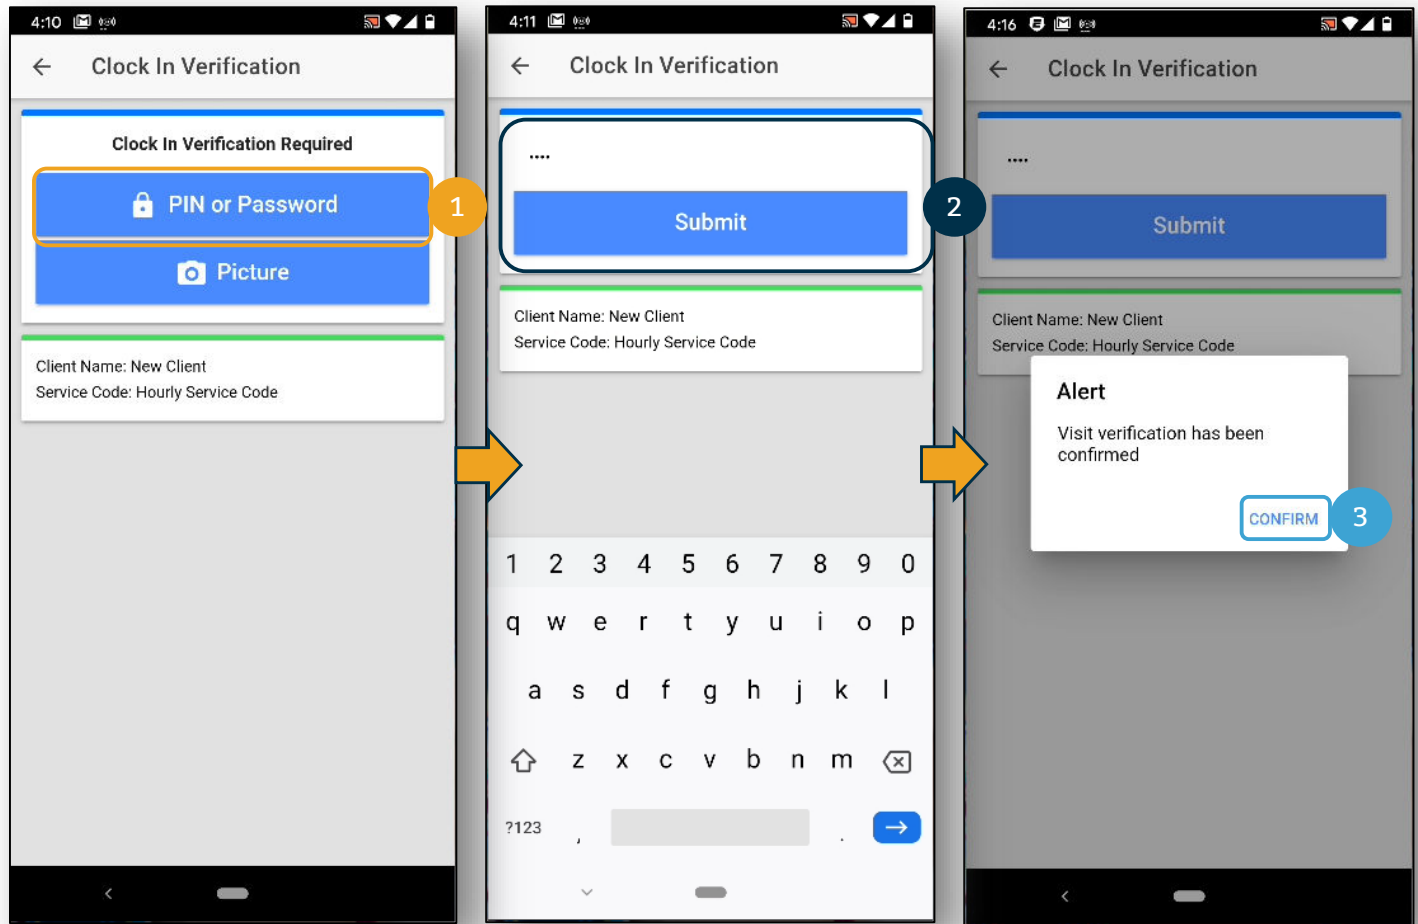 4:10
Clock In Verification
Clock In Verification Required
PIN or Password
1
Picture
Client Name: New Client
Service Code: Hourly Service Code
4:11
Clock In Verification
....
Submit
2
Client Name: New Client
Service Code: Hourly Service Code
1 2 3 4 5 6 7 8 9 0
q w e r t y u i o p
a s d f g h j k l
z x c v b n m
?123 , .
4:16
Clock In Verification
....
Submit
Client Name: New Client
Service Code: Hourly Service Code
Alert
Visit verification has been
confirmed
CONFIRM
3